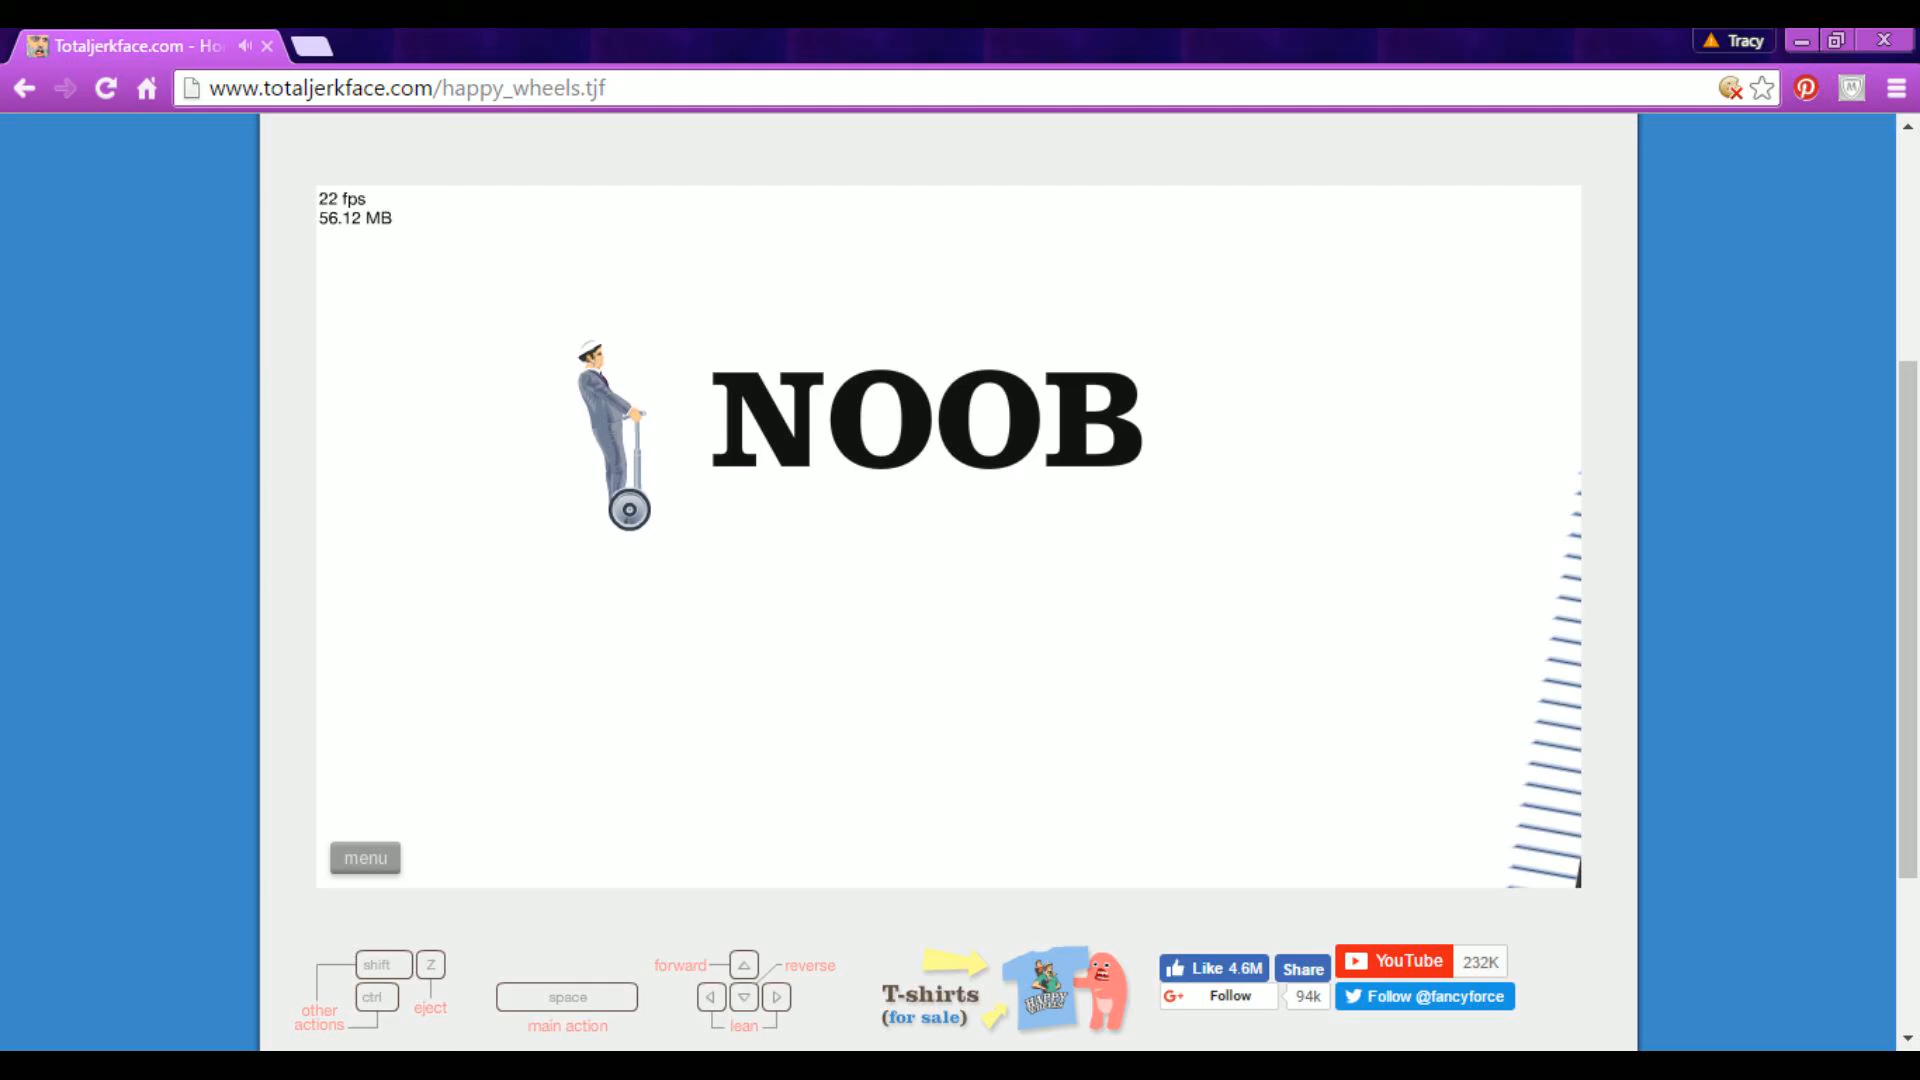 Totaljerkface.com - Ho
Tracy
www.totaljerkface.com/happy_wheels.tjf
22 fps
56.12 MB
NOOB
menu
shift
Z
ctrl
other
actions
eject
space
main action
forward
reverse
lean
T-shirts
(for sale)
HAPPY
WHEELS
Like 4.6M
Share
YouTube
232K
G+
Follow
94k
Follow @fancyforce